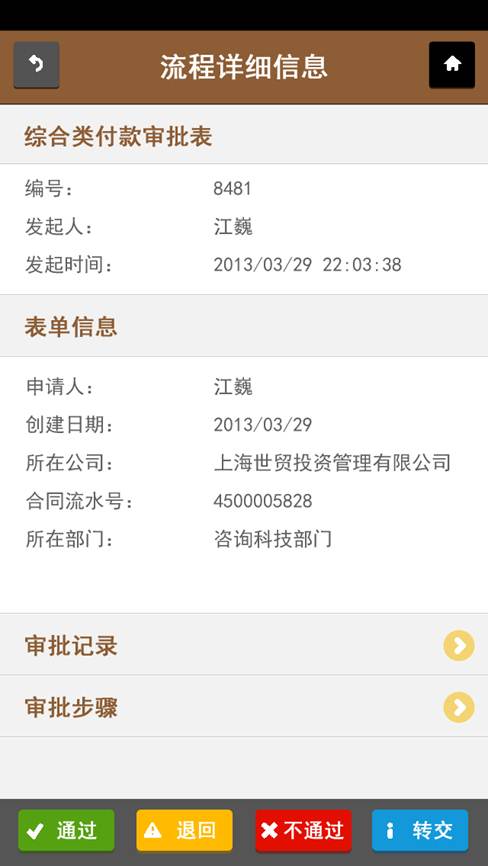 流程详细信息
综合类付款审批表
编号： 8481
发起人： 江巍
发起时间： 2013/03/29 22:03:38
表单信息
申请人： 江巍
创建日期： 2013/03/29
所在公司： 上海世贸投资管理有限公司
合同流水号： 4500005828
所在部门： 咨询科技部门
审批记录
审批步骤
通过 退回 不通过 转交